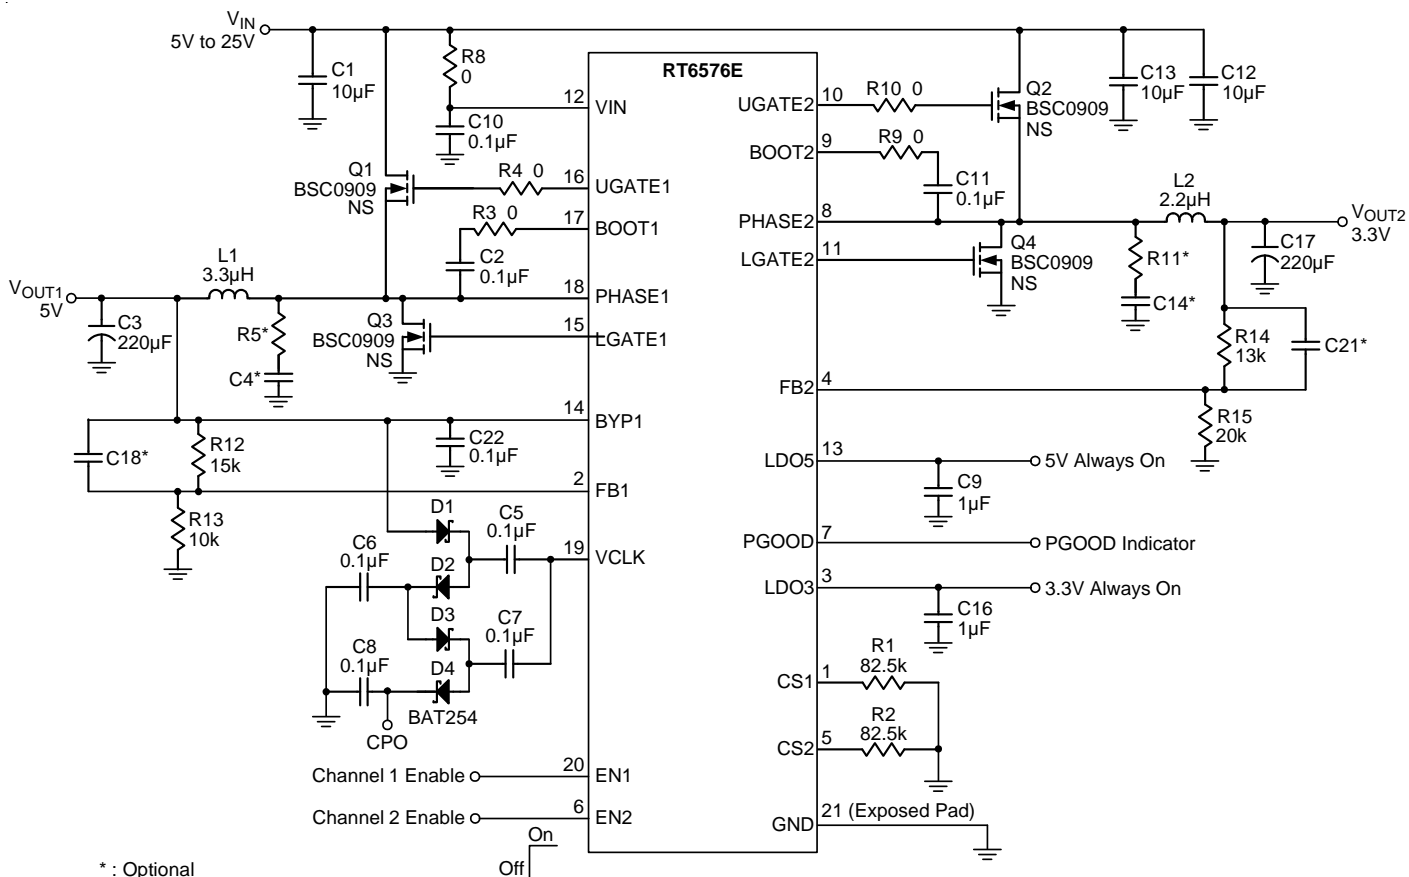 VIN
5V to 25V
C1
10µF
R8
0
RT6576E
12
VIN
C10
0.1µF
Q1
BSC0909
NS
R4 0
16
UGATE1
R3 0
17
BOOT1
C2
0.1µF
L1
3.3µH
VOUT1
5V
18
PHASE1
C3
220µF
R5*
C4*
Q3
BSC0909
NS
15
LGATE1
14
BYP1
C22
0.1µF
C18*
R12
15k
2
FB1
R13
10k
D1
C5
0.1µF
19
VCLK
C6
0.1µF
D2
D3
C7
0.1µF
C8
0.1µF
D4
BAT254
CPO
Channel 1 Enable
20
EN1
Channel 2 Enable
6
EN2
On
Off
* : Optional
UGATE2
10
R10 0
Q2
BSC0909
NS
C13
10µF
C12
10µF
BOOT2
9
R9 0
C11
0.1µF
PHASE2
8
L2
2.2µH
VOUT2
3.3V
LGATE2
11
Q4
BSC0909
NS
R11*
C14*
C17
220µF
R14
13k
C21*
FB2
4
R15
20k
LDO5
13
5V Always On
C9
1µF
PGOOD
7
PGOOD Indicator
LDO3
3
3.3V Always On
C16
1µF
CS1
1
R1
82.5k
CS2
5
R2
82.5k
GND
21 (Exposed Pad)